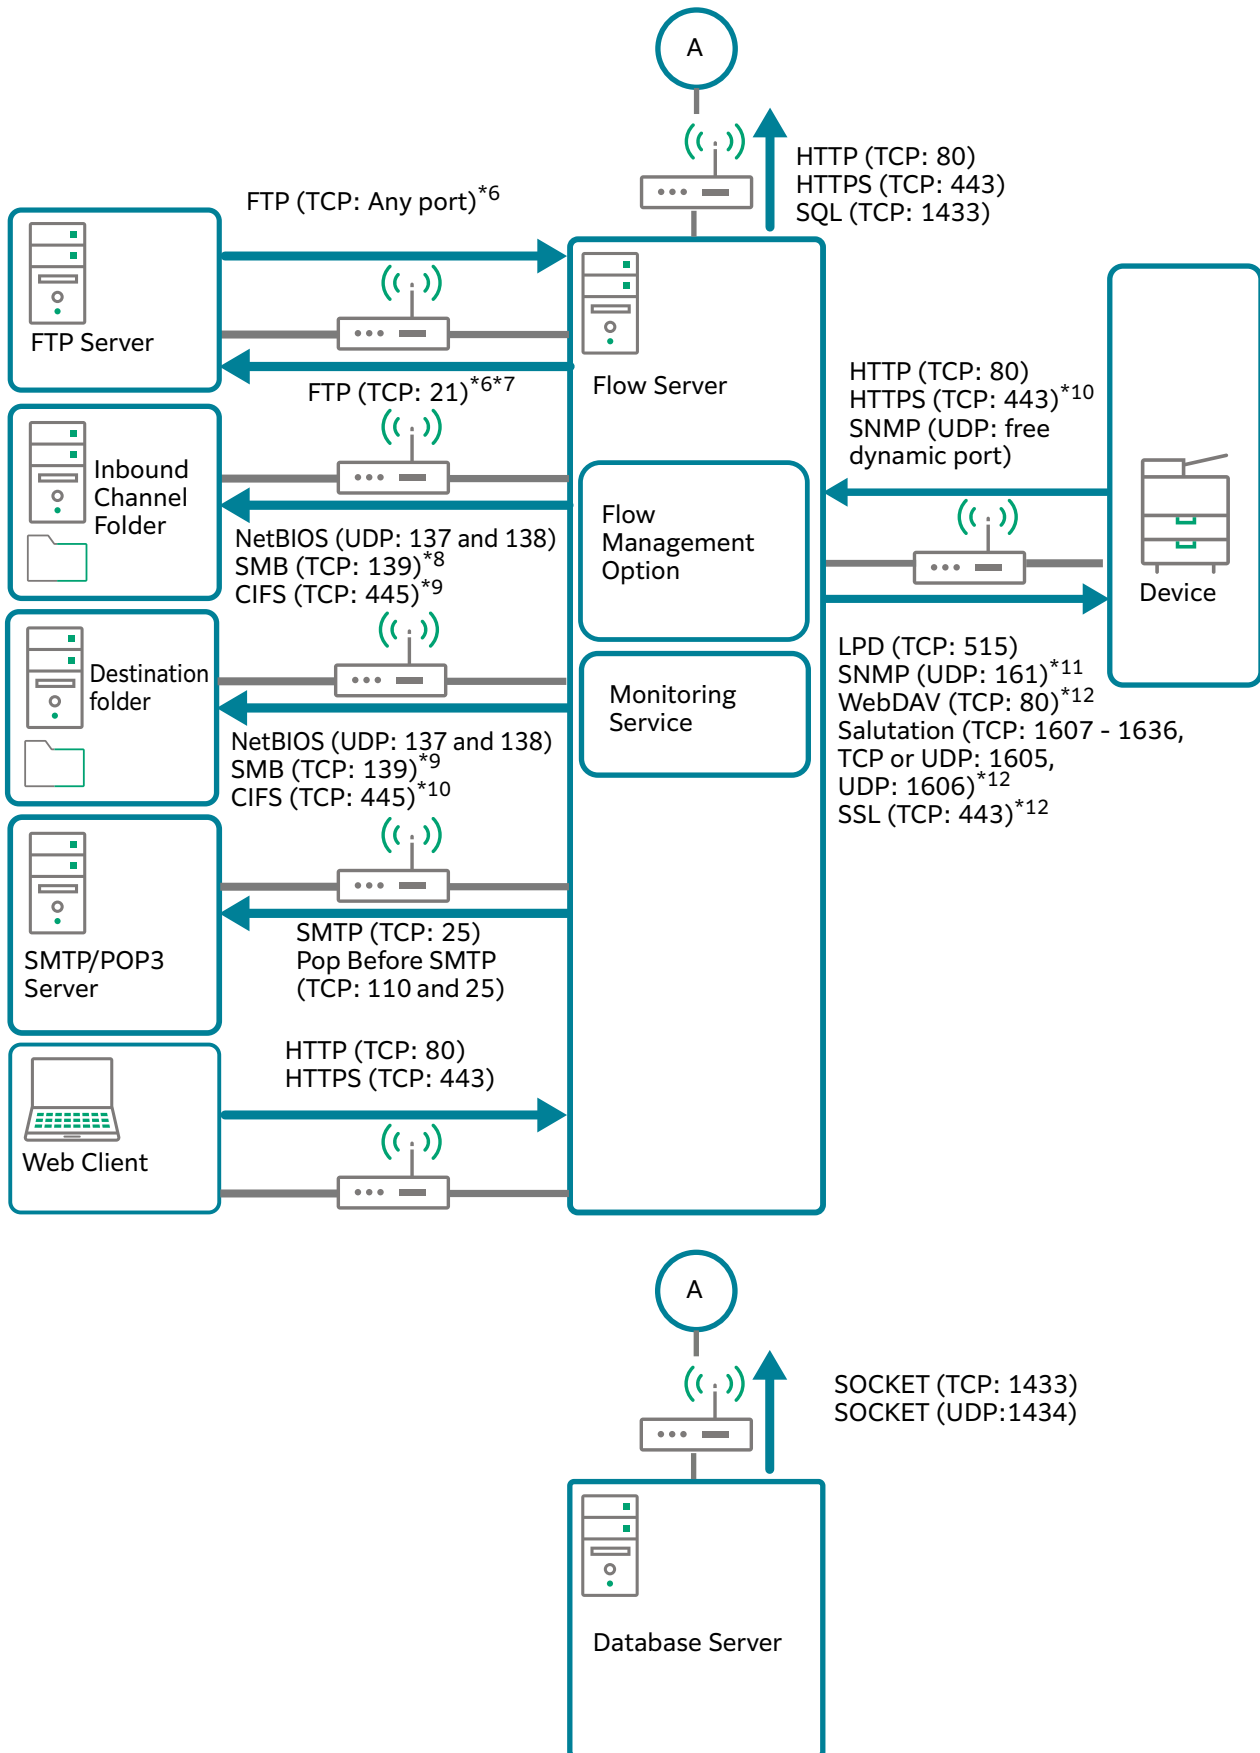 A
HTTP (TCP: 80)
HTTPS (TCP: 443)
SQL (TCP: 1433)
FTP (TCP: Any port)*6
FTP Server
FTP (TCP: 21)*6*7
Flow Server
HTTP (TCP: 80)
HTTPS (TCP: 443)*10
SNMP (UDP: free
dynamic port)
Inbound
Channel
Folder
NetBIOS (UDP: 137 and 138)
SMB (TCP: 139)*8
CIFS (TCP: 445)*9
Flow
Management
Option
Device
Destination
folder
NetBIOS (UDP: 137 and 138)
SMB (TCP: 139)*9
CIFS (TCP: 445)*10
Monitoring
Service
LPD (TCP: 515)
SNMP (UDP: 161)*11
WebDAV (TCP: 80)*12
Salutation (TCP: 1607 - 1636,
TCP or UDP: 1605,
UDP: 1606)*12
SSL (TCP: 443)*12
SMTP/POP3
Server
SMTP (TCP: 25)
Pop Before SMTP
(TCP: 110 and 25)
HTTP (TCP: 80)
HTTPS (TCP: 443)
Web Client
A
SOCKET (TCP: 1433)
SOCKET (UDP:1434)
Database Server